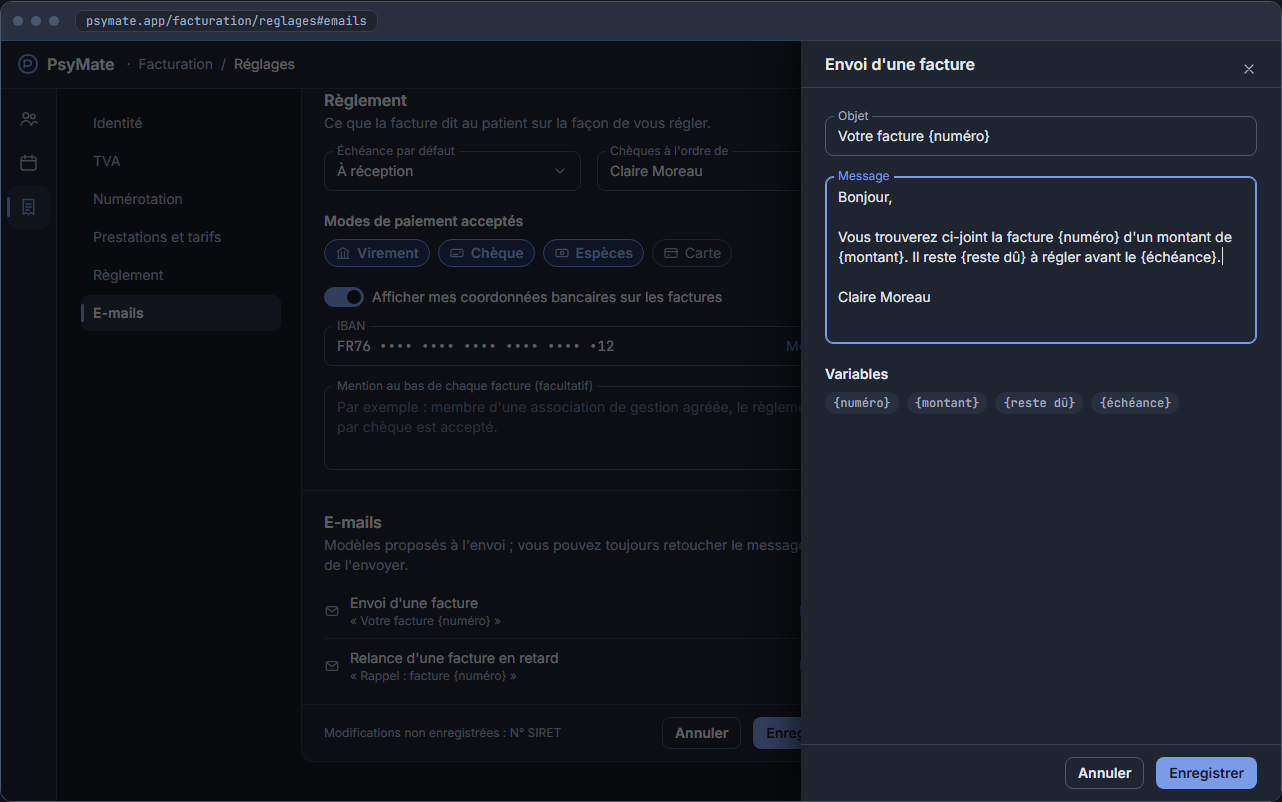 psymate.app/facturation/reglages#emails
PsyMate · Facturation / Réglages
Identité
TVA
Numérotation
Prestations et tarifs
Règlement
E-mails
Règlement
Ce que la facture dit au patient sur la façon de vous régler.
Échéance par défaut
À réception
Chèques à l'ordre de
Claire Moreau
Modes de paiement acceptés
Virement
Chèque
Espèces
Carte
Afficher mes coordonnées bancaires sur les factures
IBAN
FR76 •••• •••• •••• •••• •••• •12
Mention au bas de chaque facture (facultatif)
Par exemple : membre d'une association de gestion agréée, le règlem
par chèque est accepté.
E-mails
Modèles proposés à l'envoi ; vous pouvez toujours retoucher le message
de l'envoyer.
Envoi d'une facture
« Votre facture {numéro} »
Relance d'une facture en retard
« Rappel : facture {numéro} »
Modifications non enregistrées : N° SIRET
Annuler
Enreg
Envoi d'une facture
Objet
Votre facture {numéro}
Message
Bonjour,
Vous trouverez ci-joint la facture {numéro} d'un montant de
{montant}. Il reste {reste dû} à régler avant le {échéance}.
Claire Moreau
Variables
{numéro} {montant} {reste dû} {échéance}
Annuler
Enregistrer